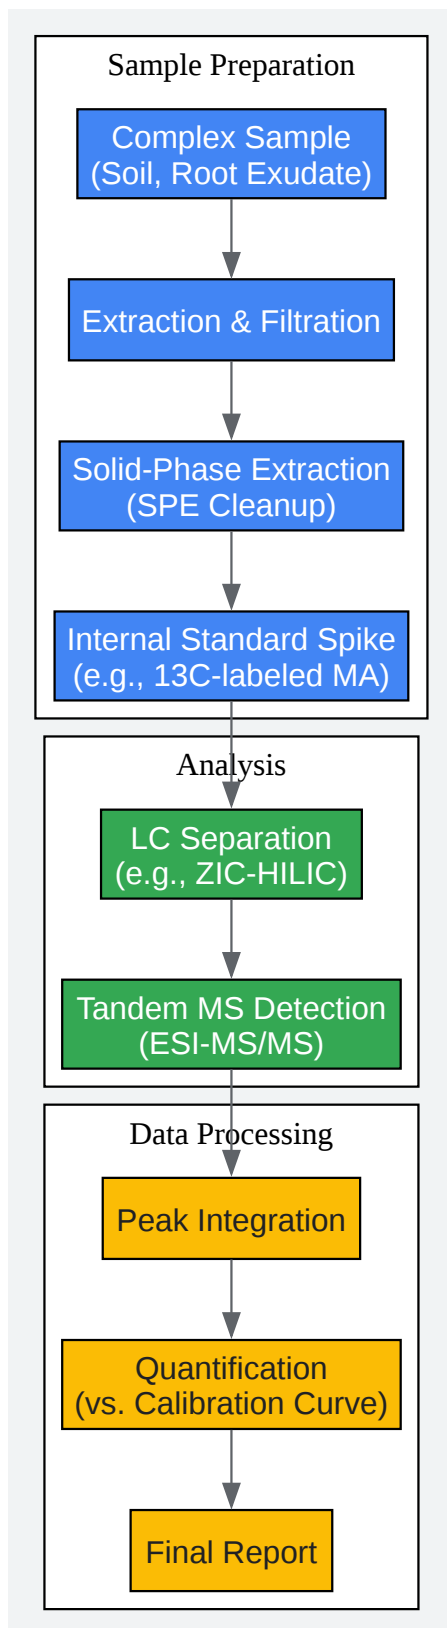 Sample Preparation
Complex Sample
(Soil, Root Exudate)
Extraction & Filtration
Solid-Phase Extraction
(SPE Cleanup)
Internal Standard Spike
(e.g., 13C-labeled MA)
Analysis
LC Separation
(e.g., ZIC-HILIC)
Tandem MS Detection
(ESI-MS/MS)
Data Processing
Peak Integration
Quantification
(vs. Calibration Curve)
Final Report